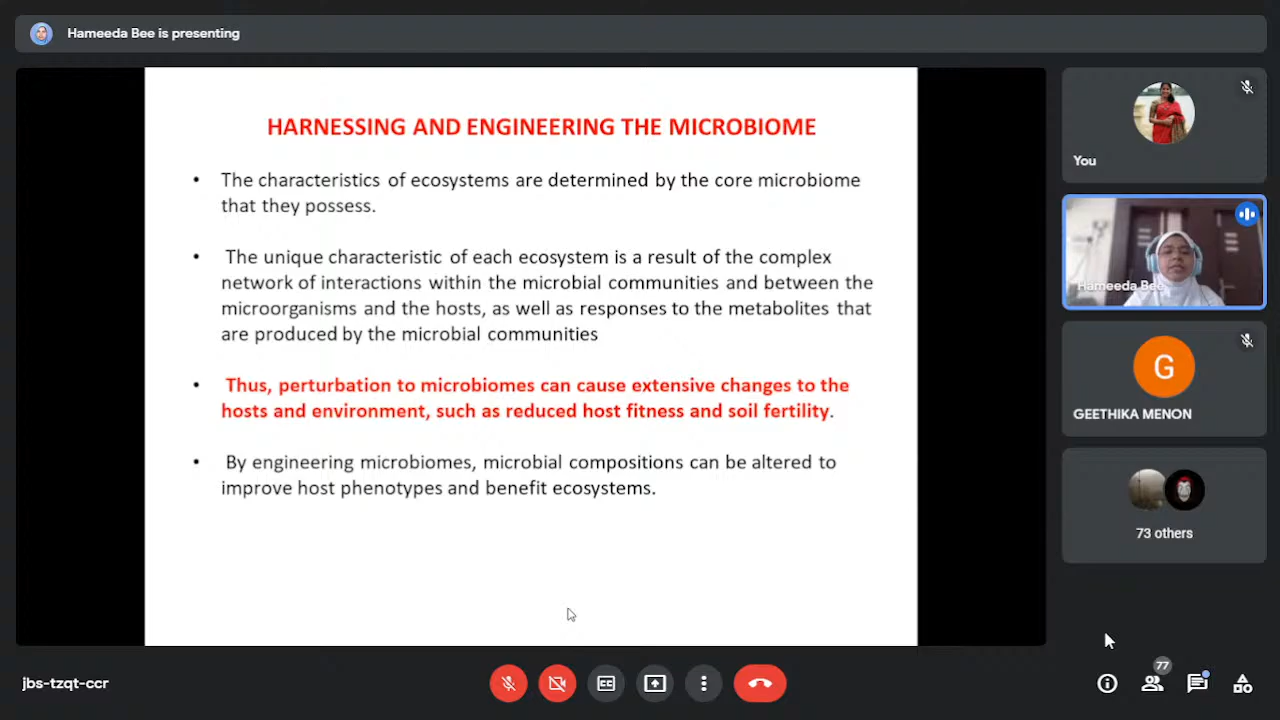 Hameeda Bee is presenting
HARNESSING AND ENGINEERING THE MICROBIOME
• The characteristics of ecosystems are determined by the core microbiome
that they possess.
• The unique characteristic of each ecosystem is a result of the complex
network of interactions within the microbial communities and between the
microorganisms and the hosts, as well as responses to the metabolites that
are produced by the microbial communities
• Thus, perturbation to microbiomes can cause extensive changes to the
hosts and environment, such as reduced host fitness and soil fertility.
• By engineering microbiomes, microbial compositions can be altered to
improve host phenotypes and benefit ecosystems.
You
Hameeda Bee
G
GEETHIKA MENON
73 others
jbs-tzqt-ccr
CC
77